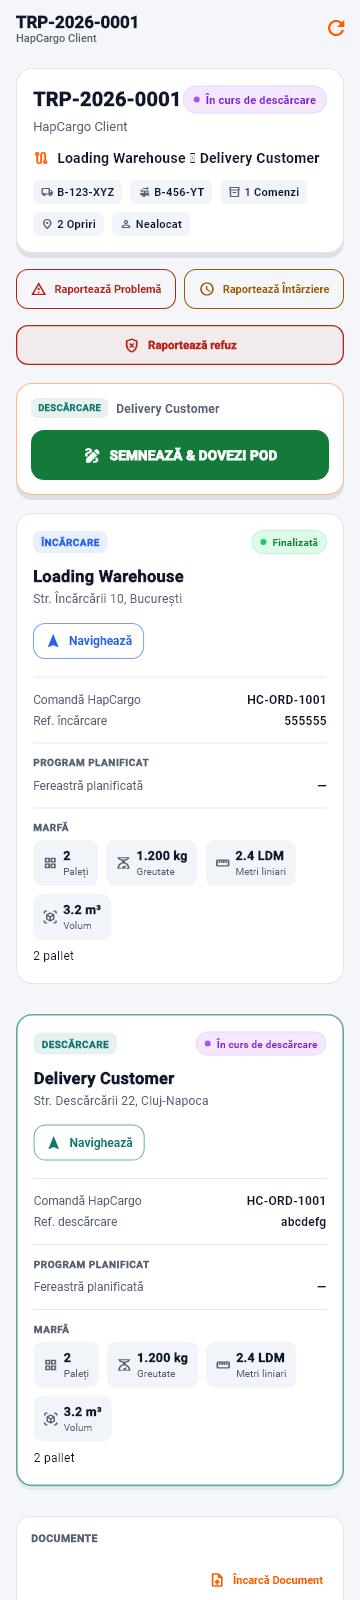 TRP-2026-0001
HapCargo Client
TRP-2026-0001
În curs de descărcare
HapCargo Client
Loading Warehouse Delivery Customer
B-123-XYZ
B-456-YT
1 Comenzi
2 Opriri
Nealocat
Raportează Problemă
Raportează Întârziere
Raportează refuz
DESCĂRCARE
Delivery Customer
SEMNEAZĂ & DOVEZI POD
ÎNCĂRCARE
Finalizată
Loading Warehouse
Str. Încărcării 10, București
Navighează
Comandă HapCargo
HC-ORD-1001
Ref. încărcare
555555
PROGRAM PLANIFICAT
Fereastră planificată
—
MARFĂ
2
Paleți
1.200 kg
Greutate
2.4 LDM
Metri liniari
3.2 m³
Volum
2 pallet
DESCĂRCARE
În curs de descărcare
Delivery Customer
Str. Descărcării 22, Cluj-Napoca
Navighează
Comandă HapCargo
HC-ORD-1001
Ref. descărcare
abcdefg
PROGRAM PLANIFICAT
Fereastră planificată
—
MARFĂ
2
Paleți
1.200 kg
Greutate
2.4 LDM
Metri liniari
3.2 m³
Volum
2 pallet
DOCUMENTE
Încarcă Document